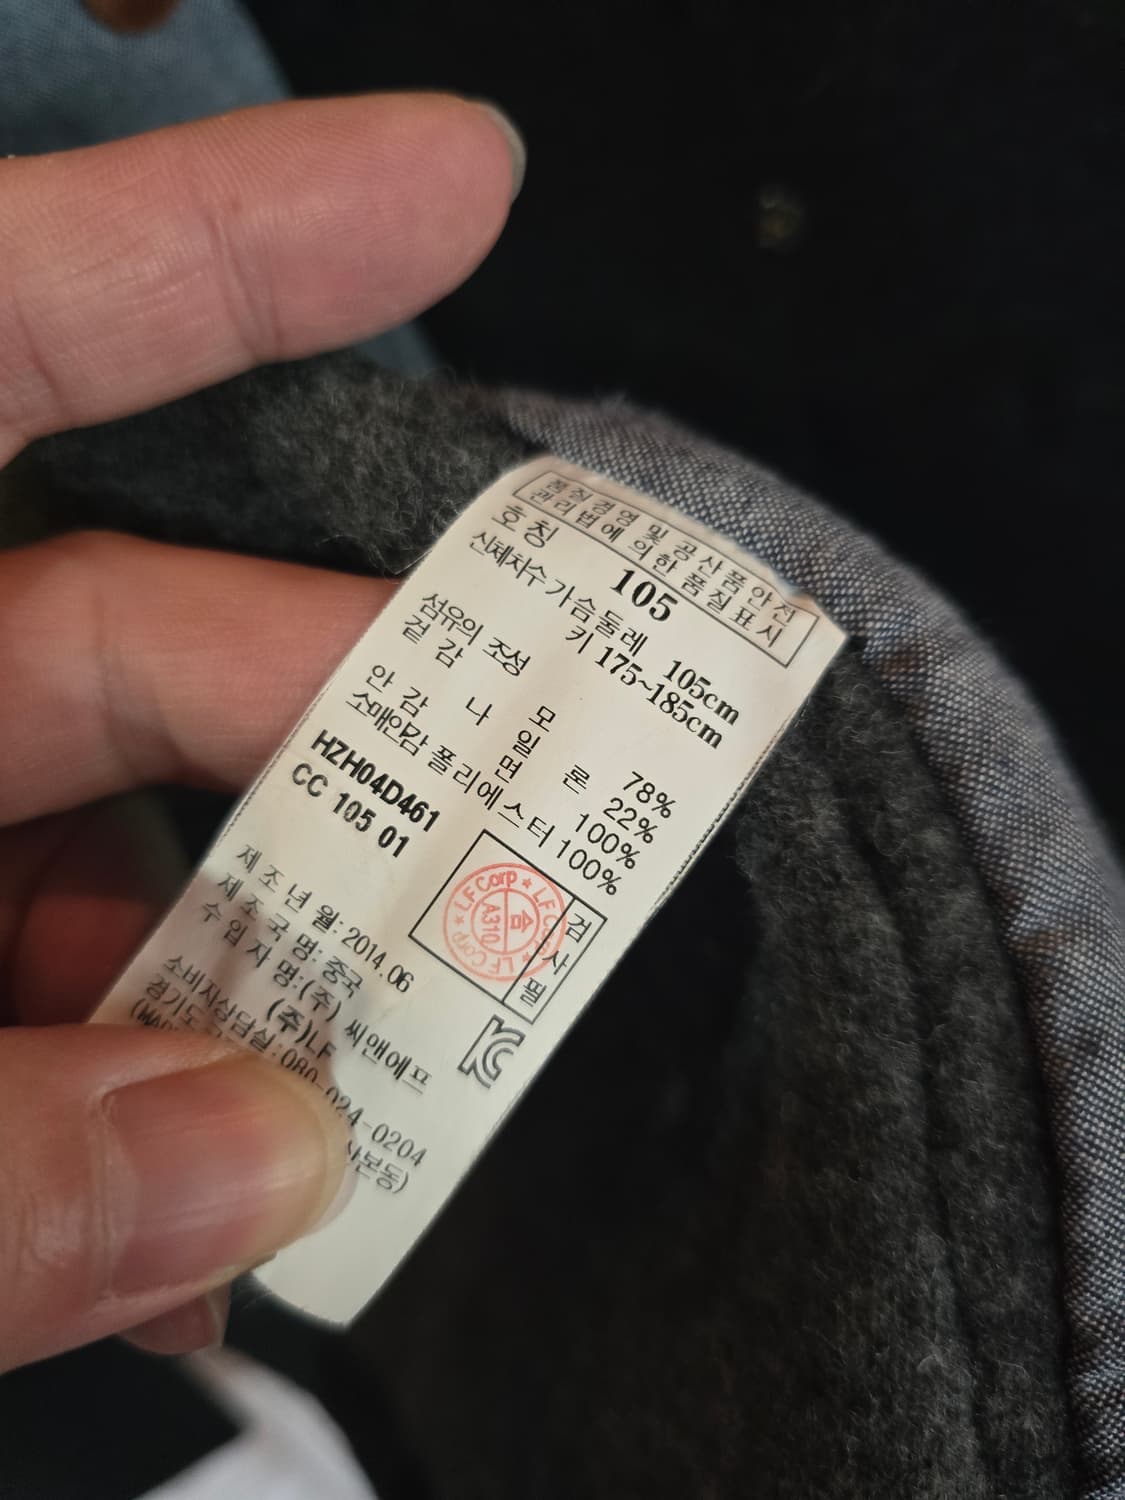 품질경영 및 공사품안전
관리법에 의한 품질표시
호칭 105
신체치수 가슴둘레 105cm
키 175~185cm
섬유의 조성
겉감 모 78%
나일론 22%
안감 면 100%
소매안감 폴리에스터 100%
HZH04D461
CC 105 01
검사필
LF Corp ★ LF Corp ★ LF Corp ★
A310 합
제조년월: 2014.06
제조국명: 중국
수입자명:(주) 씨앤에프
(주)LF
소비자상담실:080-024-0204
경기도
사본동)
(MADE